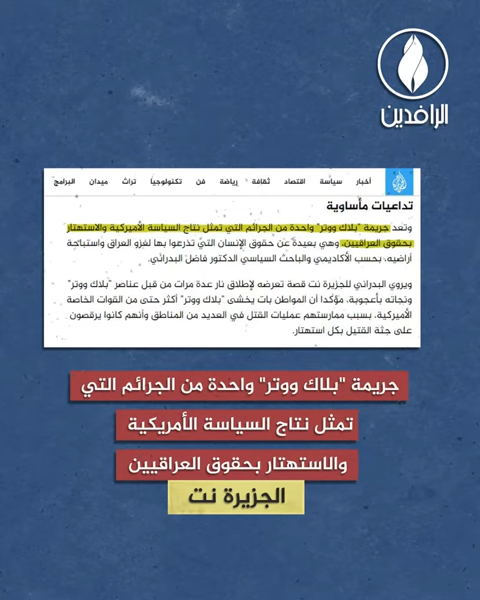 الرافدين
أخبار سياسة اقتصاد ثقافة رياضة فن تكنولوجيا تراث ميدان البرامج
تداعيات مأساوية
وتعد جريمة "بلاك ووتر" واحدة من الجرائم التي تمثل نتاج السياسة الأميركية والاستهتار
بحقوق العراقيين، وهي بعيدة عن حقوق الإنسان التي تذرعوا بها لغزو العراق واستباحة
أراضيه، بحسب الأكاديمي والباحث السياسي الدكتور فاضل البدراني.
ويروي البدراني للجزيرة نت قصة تعرضه لإطلاق نار عدة مرات من قبل عناصر "بلاك ووتر"
ونجاته بأعجوبة، مؤكدا أن المواطن بات يخشى "بلاك ووتر" أكثر حتى من القوات الخاصة
الأميركية، بسبب ممارستهم عمليات القتل في العديد من المناطق وأنهم كانوا يرقصون
على جثة القتيل بكل استهتار.
جريمة "بلاك ووتر" واحدة من الجرائم التي
تمثل نتاج السياسة الأمريكية
والاستهتار بحقوق العراقيين
الجزيرة نت